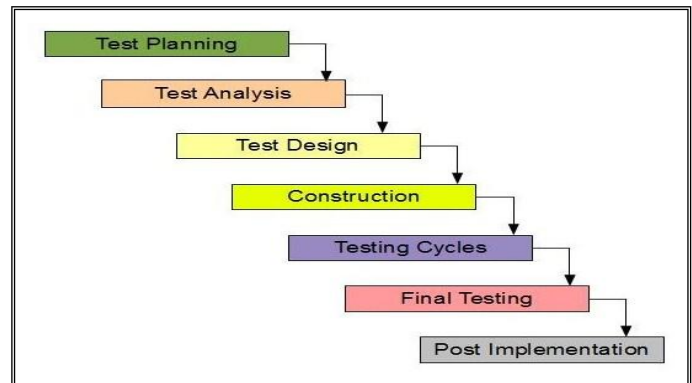 Test Planning
Test Analysis
Test Design
Construction
Testing Cycles
Final Testing
Post Implementation